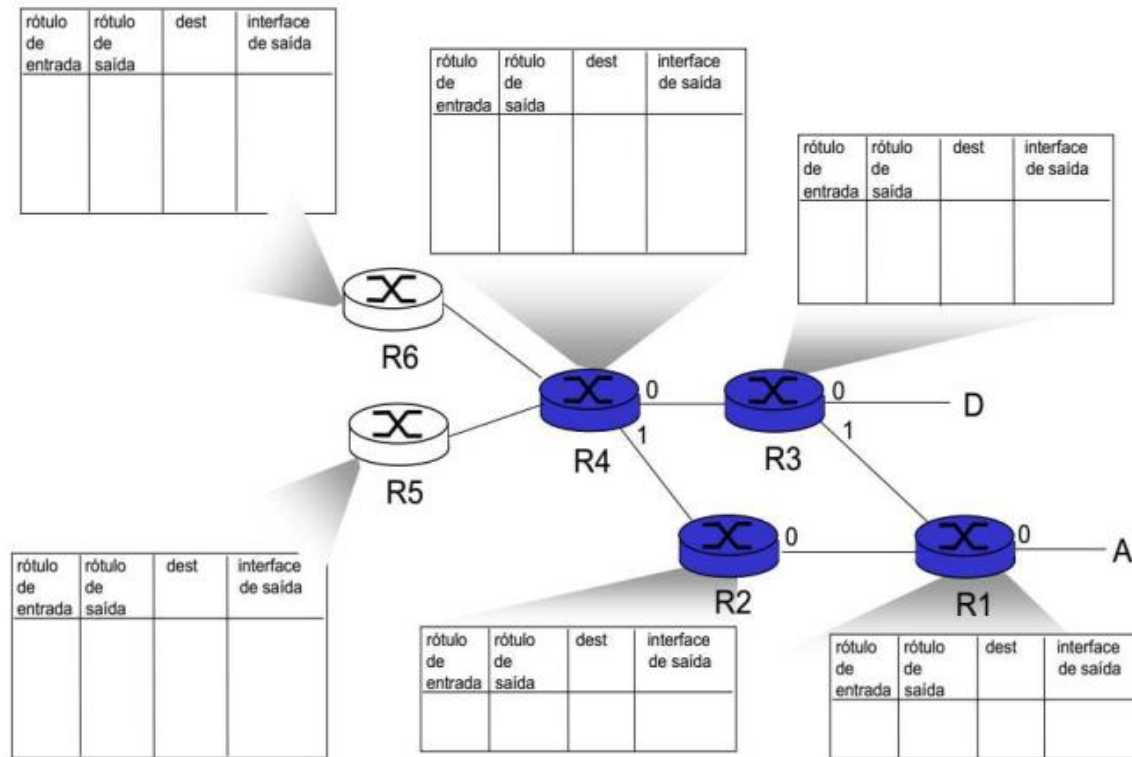 rótulo rótulo dest interface
de de de saída
entrada saída
rótulo rótulo dest interface
de de de saída
entrada saída
rótulo rótulo dest interface
de de de saída
entrada saída
R6
0
R4
1
0
R3
1
D
R5
0
R2
0
R1
A
rótulo rótulo dest interface
de de de saída
entrada saída
rótulo rótulo dest interface
de de de saída
entrada saída
rótulo rótulo dest interface
de de de saída
entrada saída